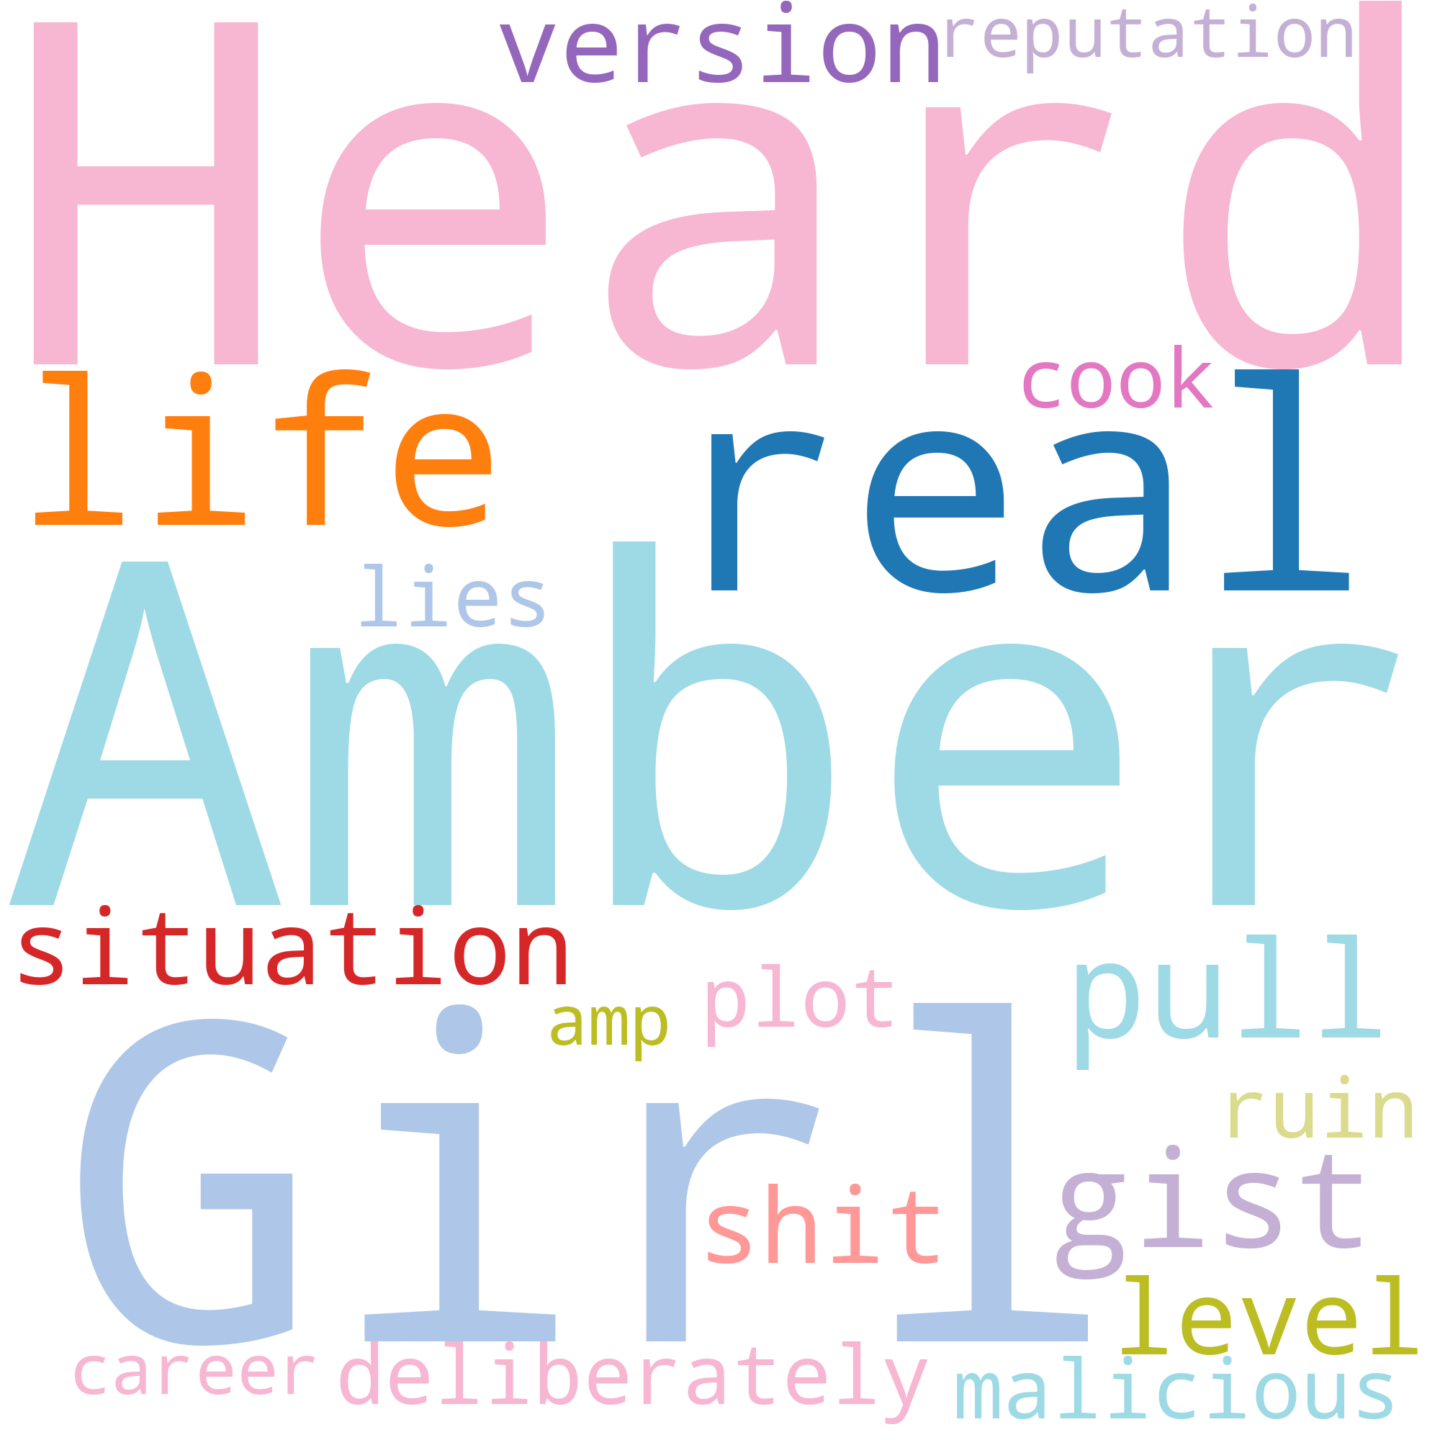 version reputation
Heard
life real cook
lies
Amber
situation pull
amp plot
Girl
ruin
shit gist
level
career deliberately malicious